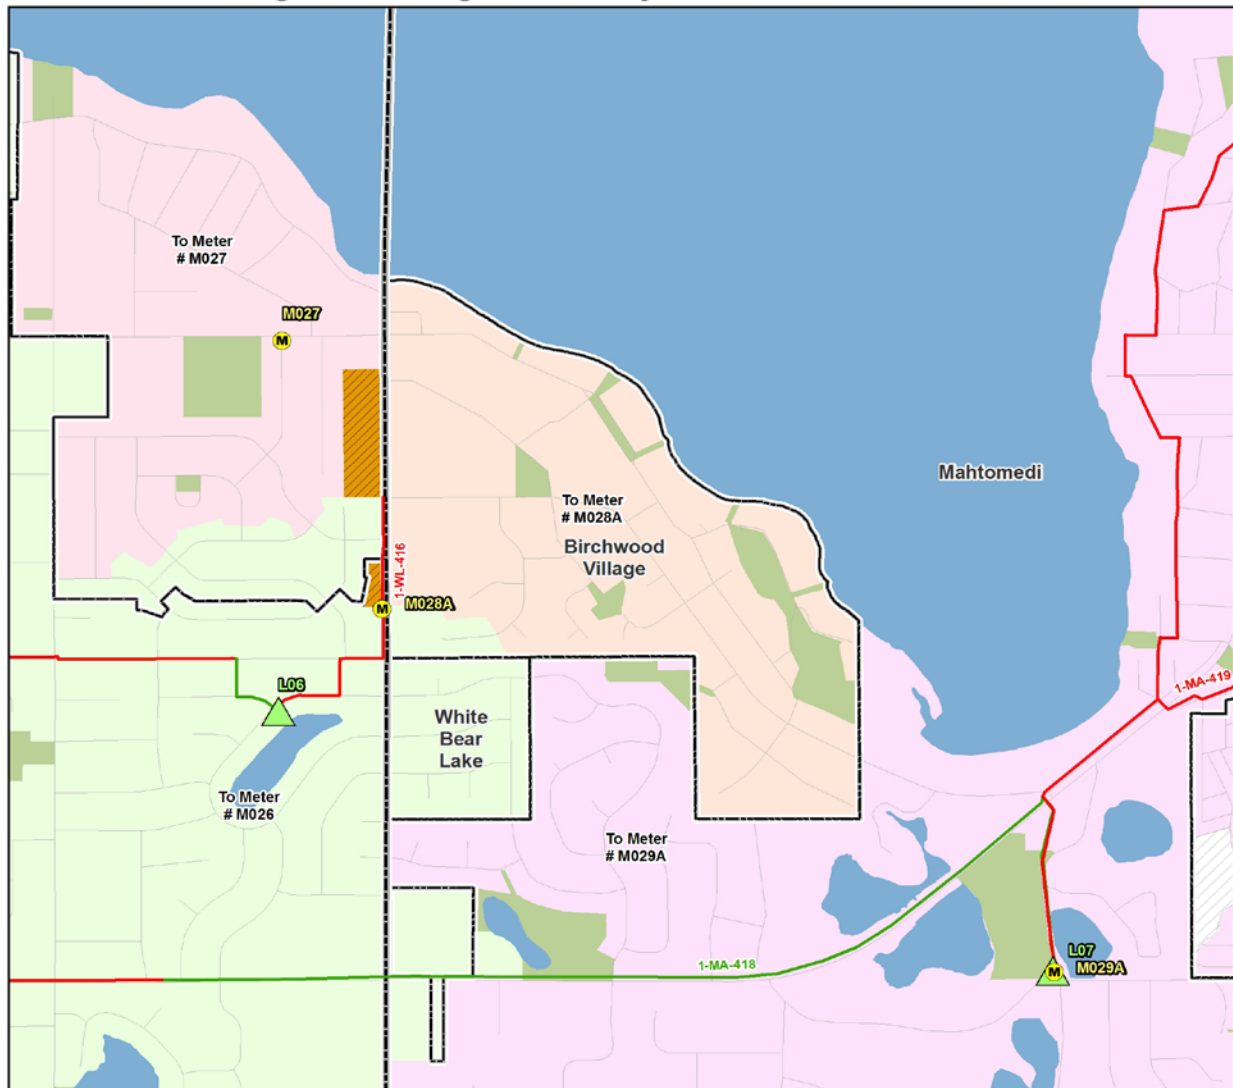 To Meter
# M027
M027
M
Mahtomedi
To Meter
# M028A
Birchwood
Village
1-WL-416
M
M028A
L06
1-MA-419
White
Bear
Lake
To Meter
# M026
To Meter
# M029A
L07
1-MA-418
M
M029A